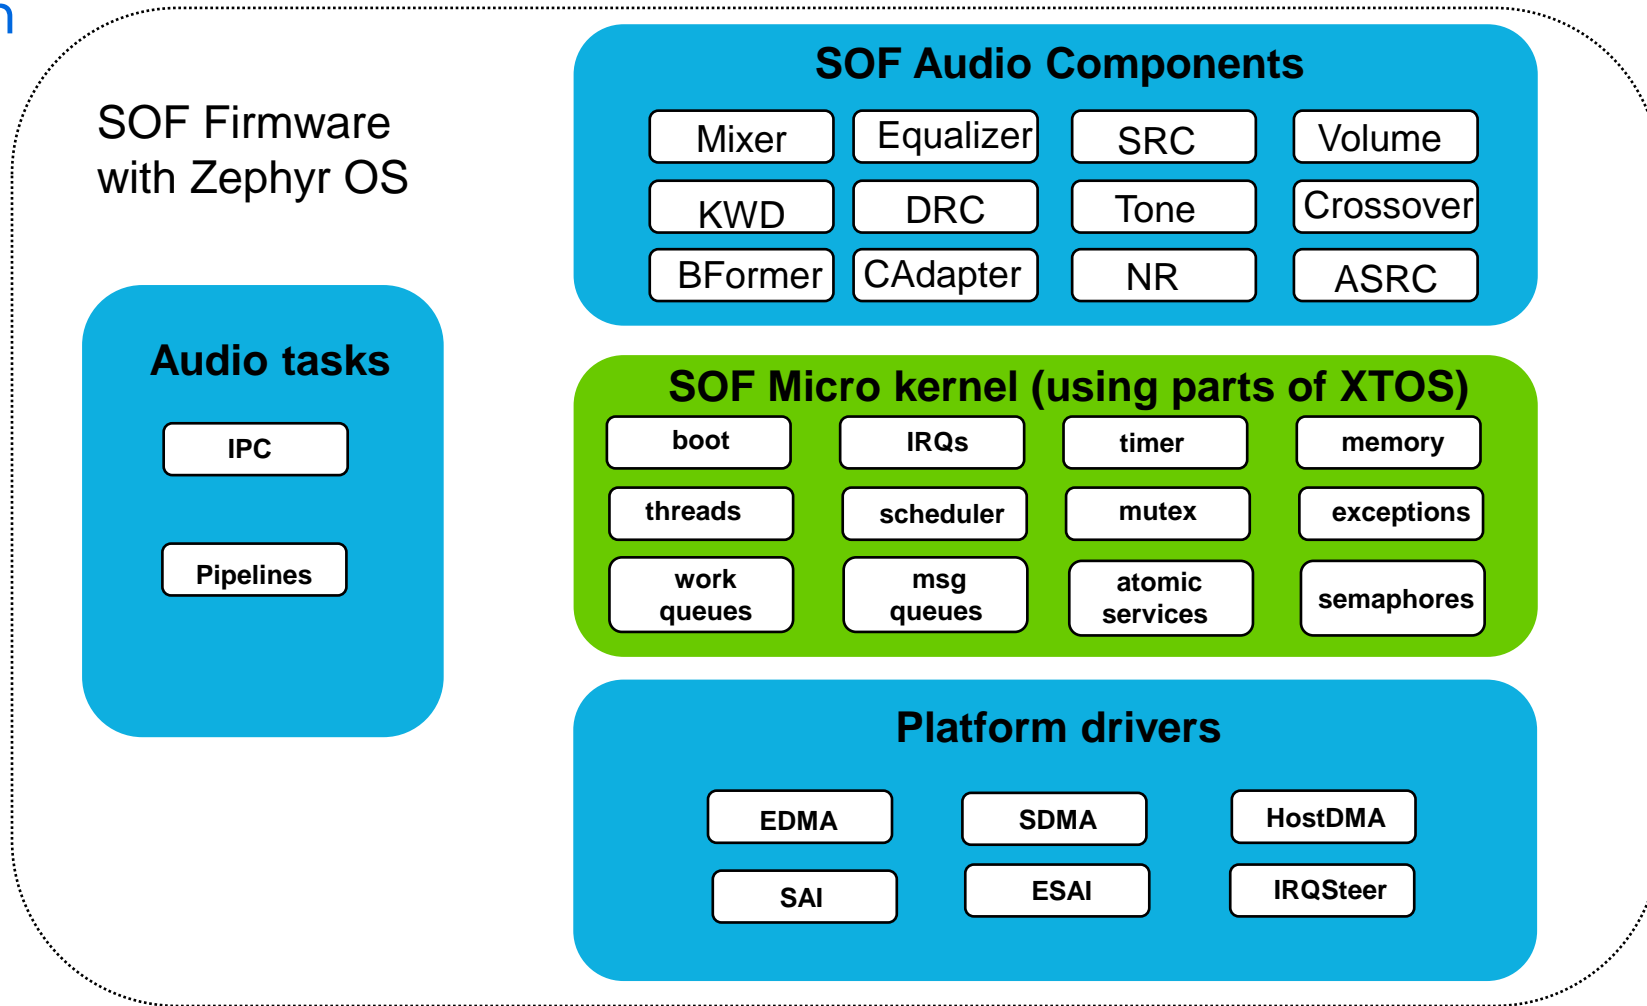 SOF Firmware
with Zephyr OS
SOF Audio Components
Mixer Equalizer SRC Volume
KWD DRC Tone Crossover
BFormer CAdapter NR ASRC
Audio tasks
IPC
Pipelines
SOF Micro kernel (using parts of XTOS)
boot IRQs timer memory
threads scheduler mutex exceptions
work
queues
msg
queues
atomic
services
semaphores
Platform drivers
EDMA SDMA HostDMA
SAI ESAI IRQSteer